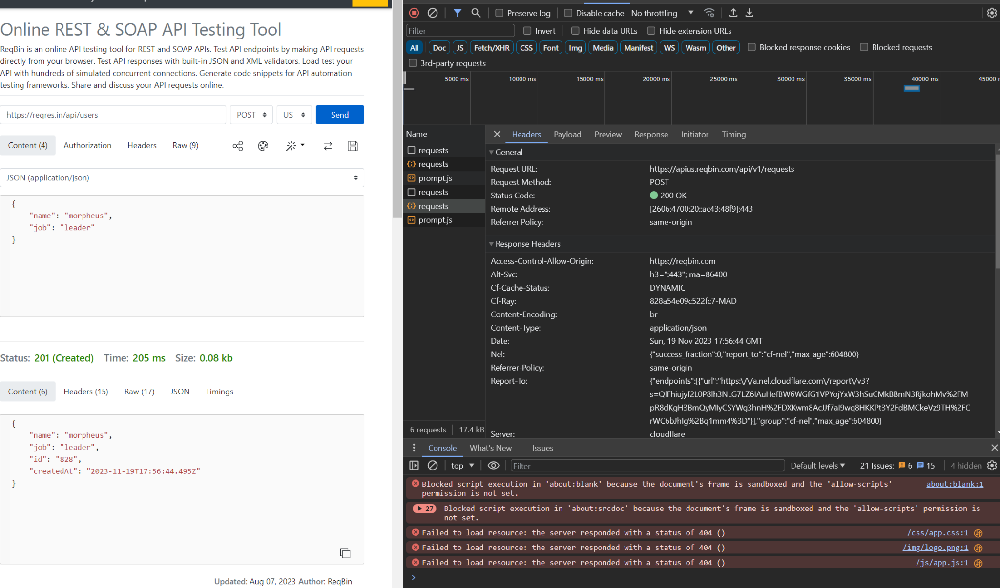 Online REST & SOAP API Testing Tool
ReqBin is an online API testing tool for REST and SOAP APIs. Test API endpoints by making API requests
directly from your browser. Test API responses with built-in JSON and XML validators. Load test your
API with hundreds of simulated concurrent connections. Generate code snippets for API automation
testing frameworks. Share and discuss your API requests online.
https://reqres.in/api/users POST US Send
Content (4) Authorization Headers Raw (9)
JSON (application/json)
{
"name": "morpheus",
"job": "leader"
}
Status: 201 (Created) Time: 205 ms Size: 0.08 kb
Content (6) Headers (15) Raw (17) JSON Timings
{
"name": "morpheus",
"job": "leader",
"id": "828",
"createdAt": "2023-11-19T17:56:44.495Z"
}
Updated: Aug 07, 2023 Author: ReqBin
Preserve log Disable cache No throttling
Filter Invert Hide data URLs Hide extension URLs
All Doc JS Fetch/XHR CSS Font Img Media Manifest WS Wasm Other Blocked response cookies Blocked requests
3rd-party requests
5000 ms 10000 ms 15000 ms 20000 ms 25000 ms 30000 ms 35000 ms 40000 ms 45000
Name
requests
requests
prompt.js
requests
requests
prompt.js
6 requests 17.4 kB
Headers Payload Preview Response Initiator Timing
General
Request URL: https://apius.reqbin.com/api/v1/requests
Request Method: POST
Status Code: 200 OK
Remote Address: [2606:4700:20::ac43:48f9]:443
Referrer Policy: same-origin
Response Headers
Access-Control-Allow-Origin: https://reqbin.com
Alt-Svc: h3=":443"; ma=86400
Cf-Cache-Status: DYNAMIC
Cf-Ray: 828a54e09c522fc7-MAD
Content-Encoding: br
Content-Type: application/json
Date: Sun, 19 Nov 2023 17:56:44 GMT
Nel: {"success_fraction":0,"report_to":"cf-nel","max_age":604800}
Referrer-Policy: same-origin
Report-To: {"endpoints":[{"url":"https:\/\/a.nel.cloudflare.com\/report\/v3?
rWC6bJhIg%2Bq1mm4%3D"}],"group":"cf-nel","max_age":604800}
Server: cloudflare
Console What's New Issues
top Filter Default levels 21 Issues: 6 15 4 hidden
Blocked script execution in 'about:blank' because the document's frame is sandboxed and the 'allow-scripts' about:blank:1
permission is not set.
27 Blocked script execution in 'about:srcdoc' because the document's frame is sandboxed and the 'allow-scripts' permission is
not set.
Failed to load resource: the server responded with a status of 404 () /css/app.css:1
Failed to load resource: the server responded with a status of 404 () /img/logo.png:1
Failed to load resource: the server responded with a status of 404 () /js/app.js:1